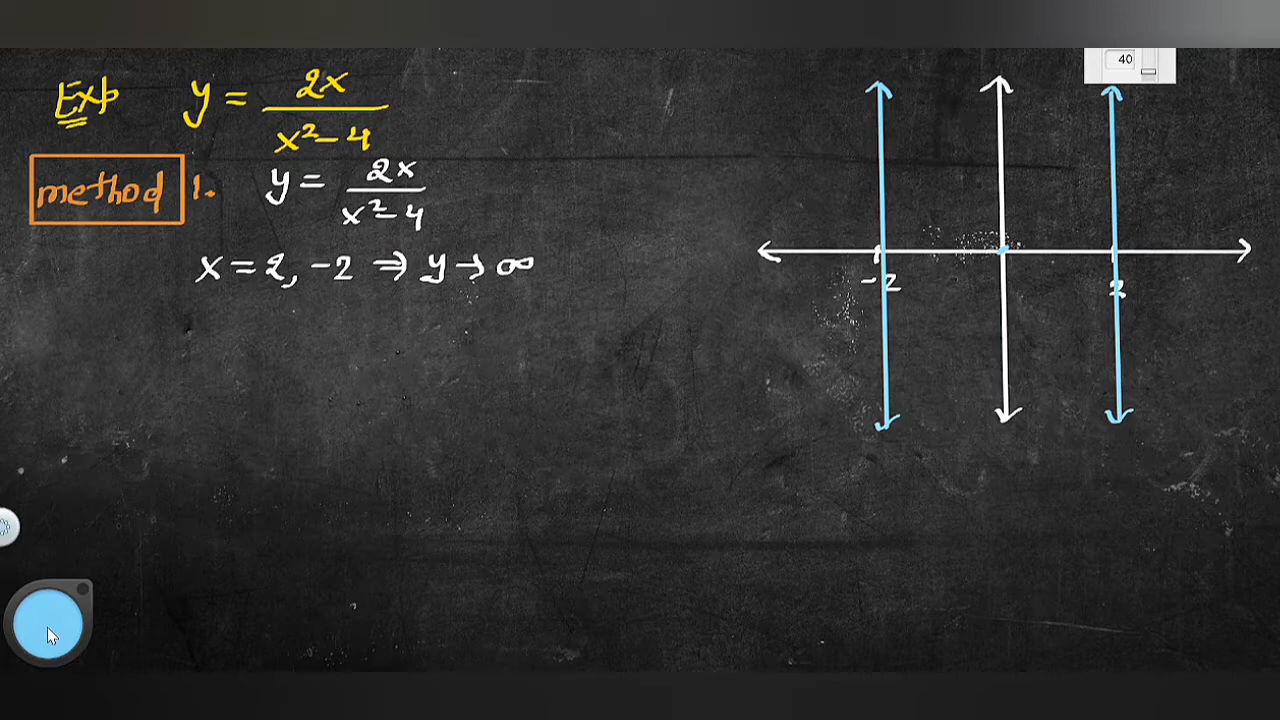 Exp y = 2x / x² - 4
method 1. y = 2x / x² - 4
x = 2, -2 ⇒ y → ∞
40
-2 2